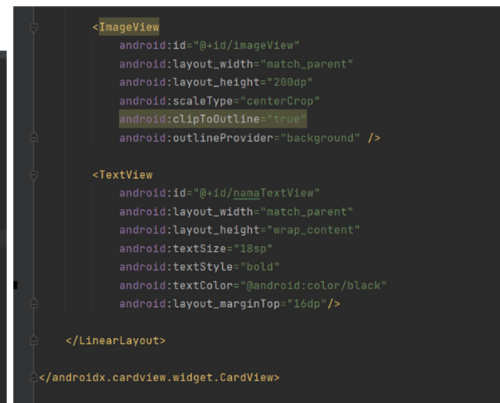 <ImageView
android:id="@+id/imageView"
android:layout_width="match_parent"
android:layout_height="200dp"
android:scaleType="centerCrop"
android:clipToOutline="true"
android:outlineProvider="background" />
<TextView
android:id="@+id/namaTextView"
android:layout_width="match_parent"
android:layout_height="wrap_content"
android:textSize="18sp"
android:textStyle="bold"
android:textColor="@android:color/black"
android:layout_marginTop="16dp"/>
</LinearLayout>
</androidx.cardview.widget.CardView>